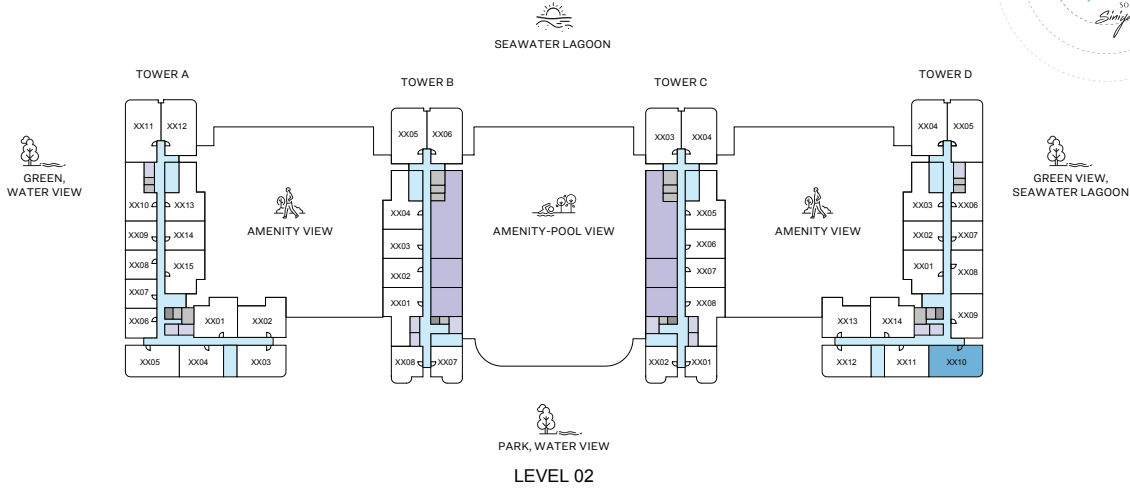 SO
SEAWATER LAGOON
TOWER A
TOWER B
TOWER C
TOWER D
XX11
XX12
XX05
XX06
XX03
XX04
XX04
XX05
GREEN,
WATER VIEW
GREEN VIEW,
SEAWATER LAGOON
XX10
XX13
XX04
XX05
XX03
XX06
AMENITY VIEW
AMENITY-POOL VIEW
AMENITY VIEW
XX09
XX14
XX03
XX06
XX02
XX07
XX08
XX15
XX02
XX07
XX01
XX08
XX07
XX01
XX08
XX06
XX01
XX02
XX13
XX14
XX09
XX05
XX04
XX03
XX08
XX07
XX02
XX01
XX12
XX11
XX10
PARK, WATER VIEW
LEVEL 02